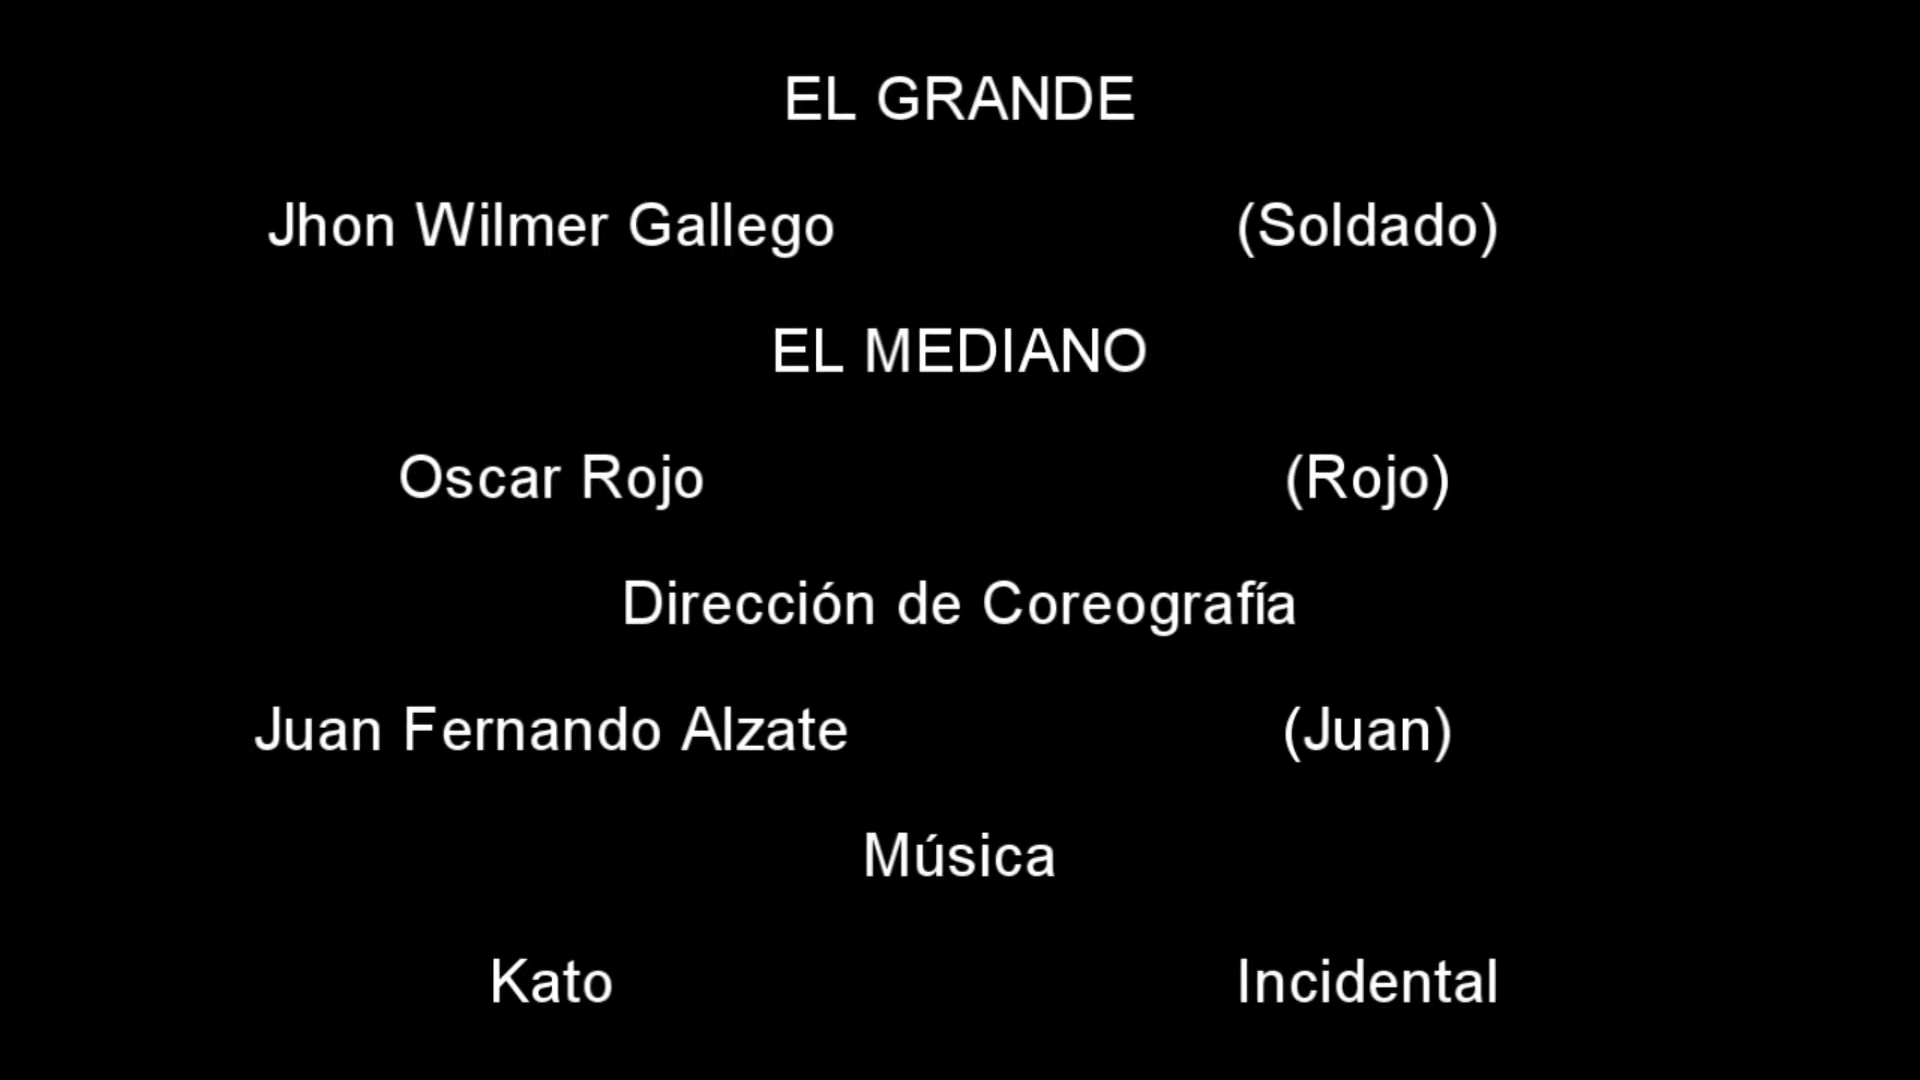 EL GRANDE
Jhon Wilmer Gallego (Soldado)
EL MEDIANO
Oscar Rojo (Rojo)
Dirección de Coreografía
Juan Fernando Alzate (Juan)
Música
Kato Incidental